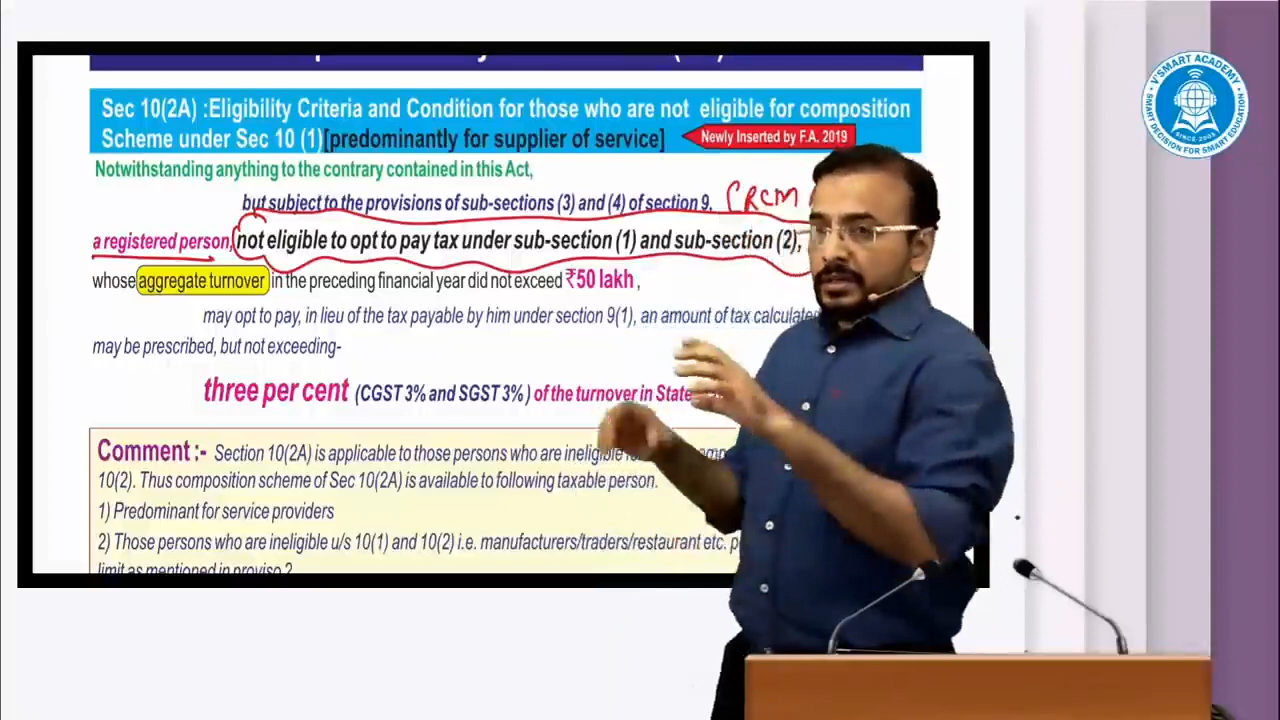 Sec 10(2A) :Eligibility Criteria and Condition for those who are not eligible for composition
Scheme under Sec 10 (1)[predominantly for supplier of service]
Newly Inserted by F.A. 2019
Notwithstanding anything to the contrary contained in this Act,
but subject to the provisions of sub-sections (3) and (4) of section 9, (RCM
a registered person, not eligible to opt to pay tax under sub-section (1) and sub-section (2),
whose aggregate turnover in the preceding financial year did not exceed ₹50 lakh ,
may opt to pay, in lieu of the tax payable by him under section 9(1), an amount of tax
may be prescribed, but not exceeding-
three per cent (CGST 3% and SGST 3% ) of the turnover in State
Comment :- Section 10(2A) is applicable to those persons who are ineligible
10(2). Thus composition scheme of Sec 10(2A) is available to following taxable person.
1) Predominant for service providers
2) Those persons who are ineligible u/s 10(1) and 10(2) i.e. manufacturers/traders/restaurant etc.
limit as mentioned in proviso 2
V'SMART ACADEMY
SINCE 2003
SMART DECISION FOR SMART EDUCATION